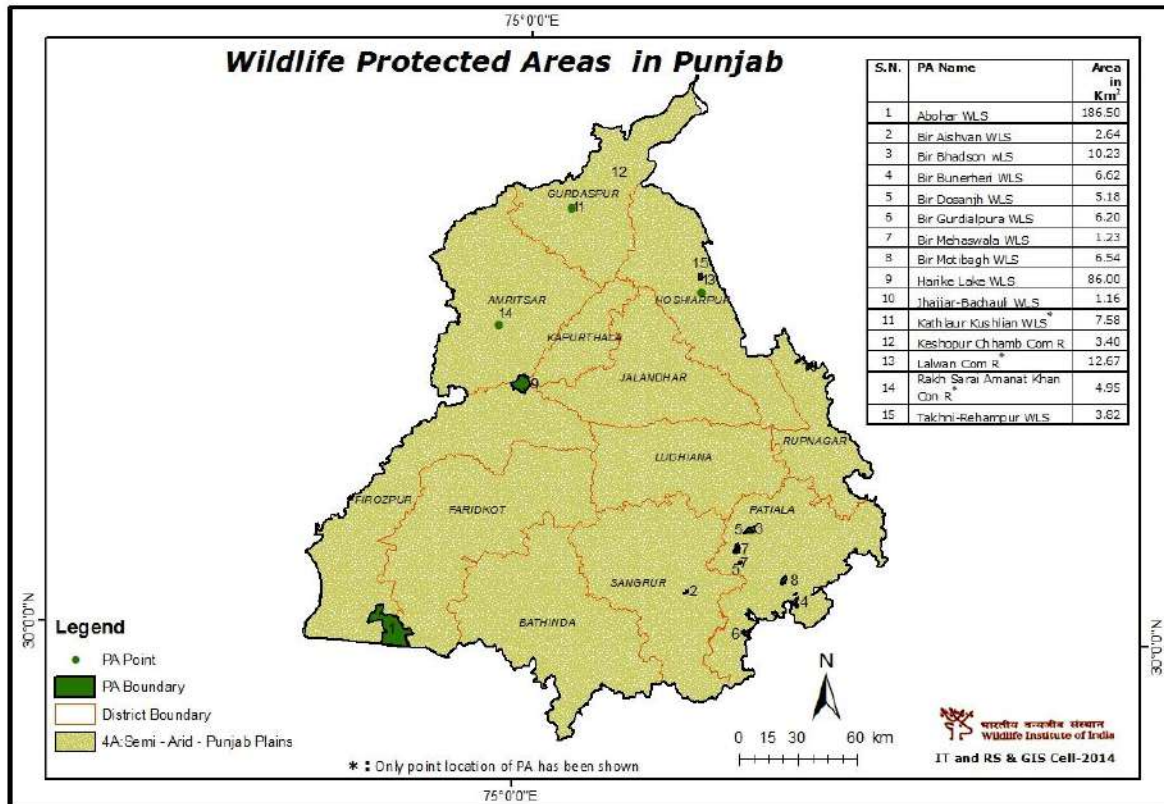 75°0'0"E
Wildlife Protected Areas in Punjab
S.N. PA Name Area in Km²
1 Abohar WLS 186.50
2 Bir Aishvan WLS 2.64
3 Bir Bhadson WLS 10.23
4 Bir Bunerheri WLS 6.62
5 Bir Dosanjh WLS 5.18
6 Bir Gurdialpura WLS 6.20
7 Bir Mehaswala WLS 1.23
8 Bir Motibagh WLS 6.54
9 Harike Lake WLS 86.00
10 Jhajjar-Bachauli WLS 1.16
11 Kathlaur Kushlian WLS* 7.58
12 Keshopur Chhamb Com R 3.40
13 Lalwan Com R* 12.67
14 Rakh Sarai Amanat Khan Con R* 4.95
15 Takhni-Rehampur WLS 3.82
12
GURDASPUR
11
15
13
HOSHIARPUR
AMRITSAR
14
KAPURTHALA
JALANDHAR
9
RUPNAGAR
LUDHIANA
FIROZPUR
FARIDKOT
PATIALA
5 3
7
7
5
SANGRUR
2
8
4
BATHINDA
6
1
30°0'0"N
30°0'0"N
Legend
PA Point
PA Boundary
District Boundary
4A:Semi - Arid - Punjab Plains
* : Only point location of PA has been shown
N
0 15 30 60 km
भारतीय वन्यजीव संस्थान
Wildlife Institute of India
IT and RS & GIS Cell-2014
75°0'0"E